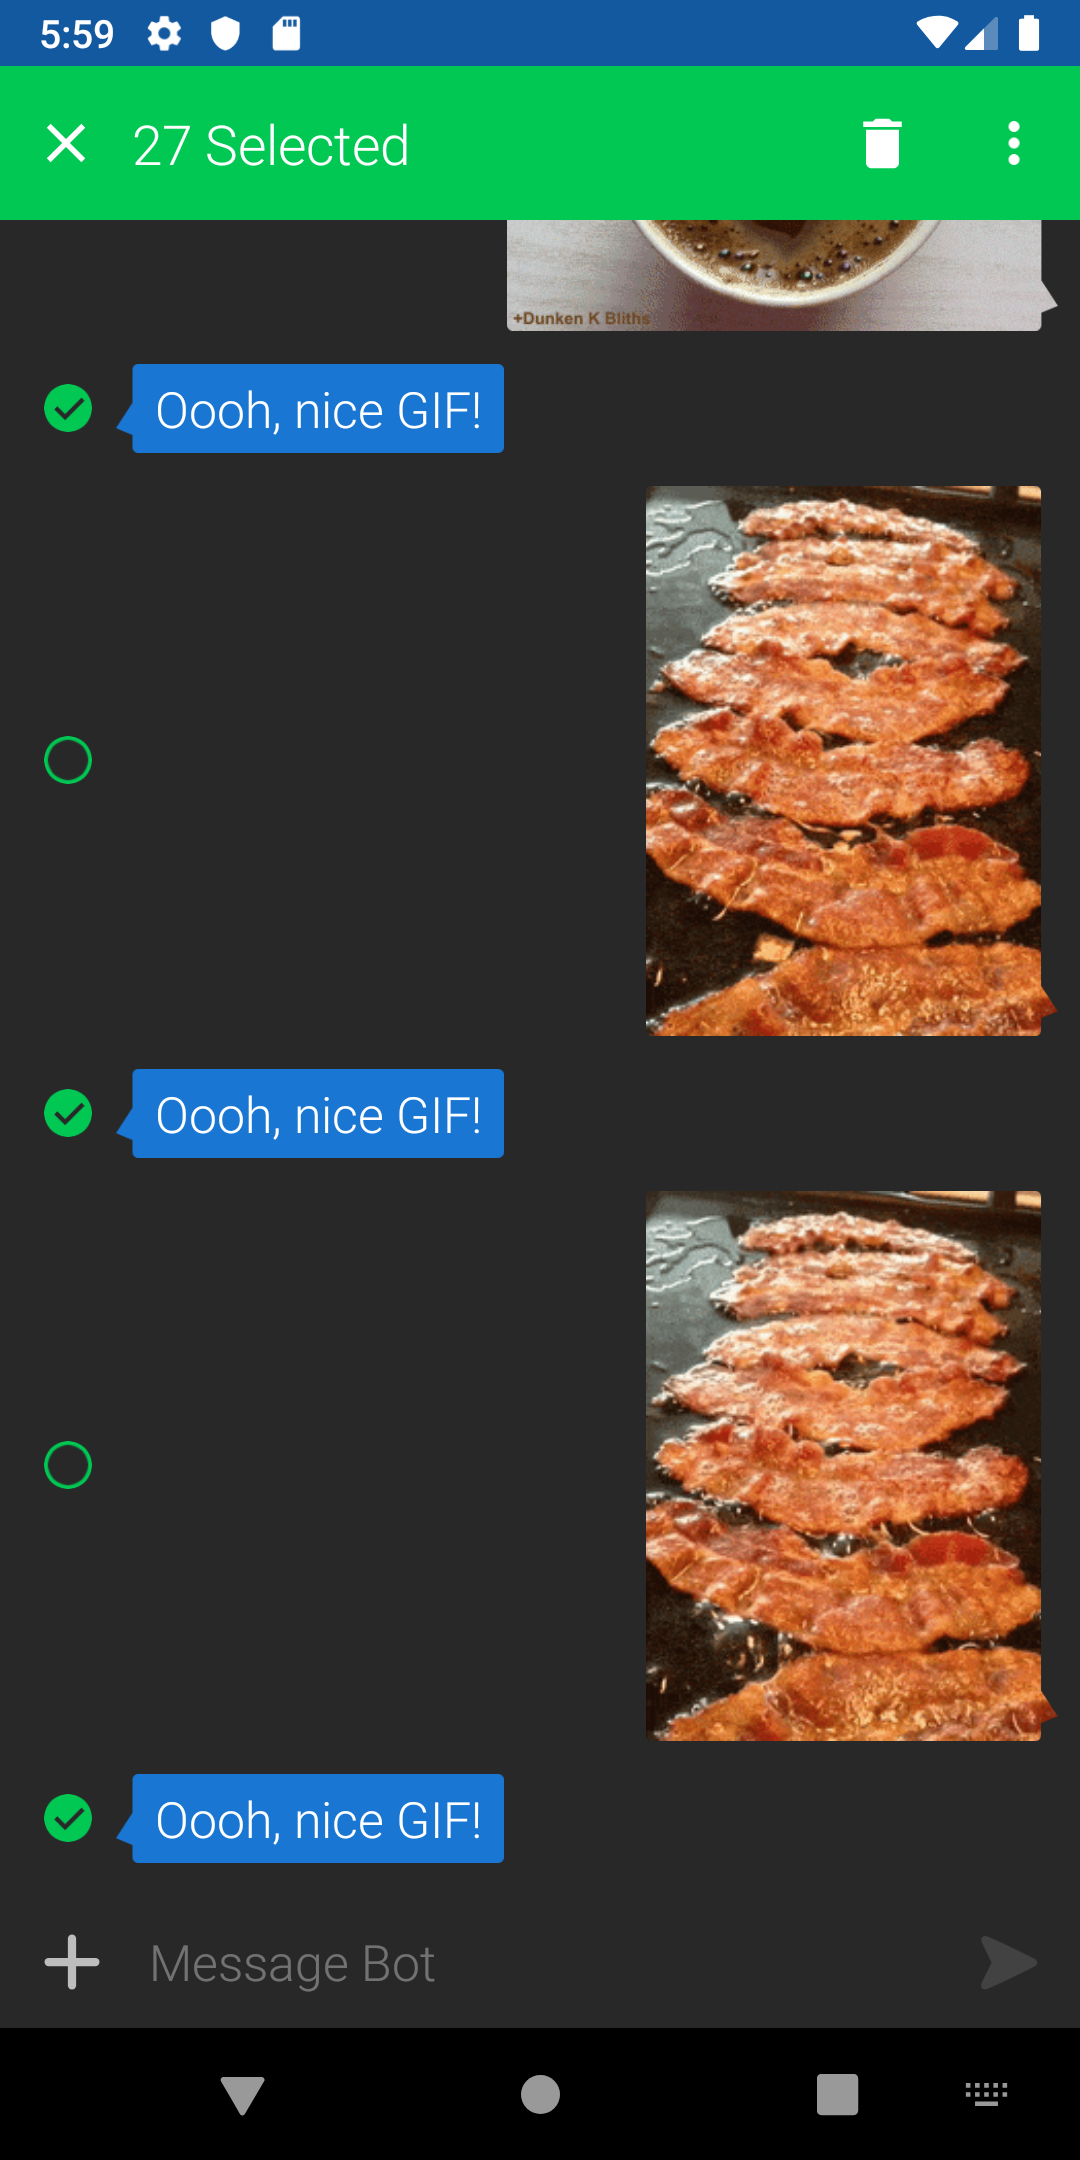 5:59
27 Selected
+Dunken K Bliths
Oooh, nice GIF!
Oooh, nice GIF!
Oooh, nice GIF!
Message Bot